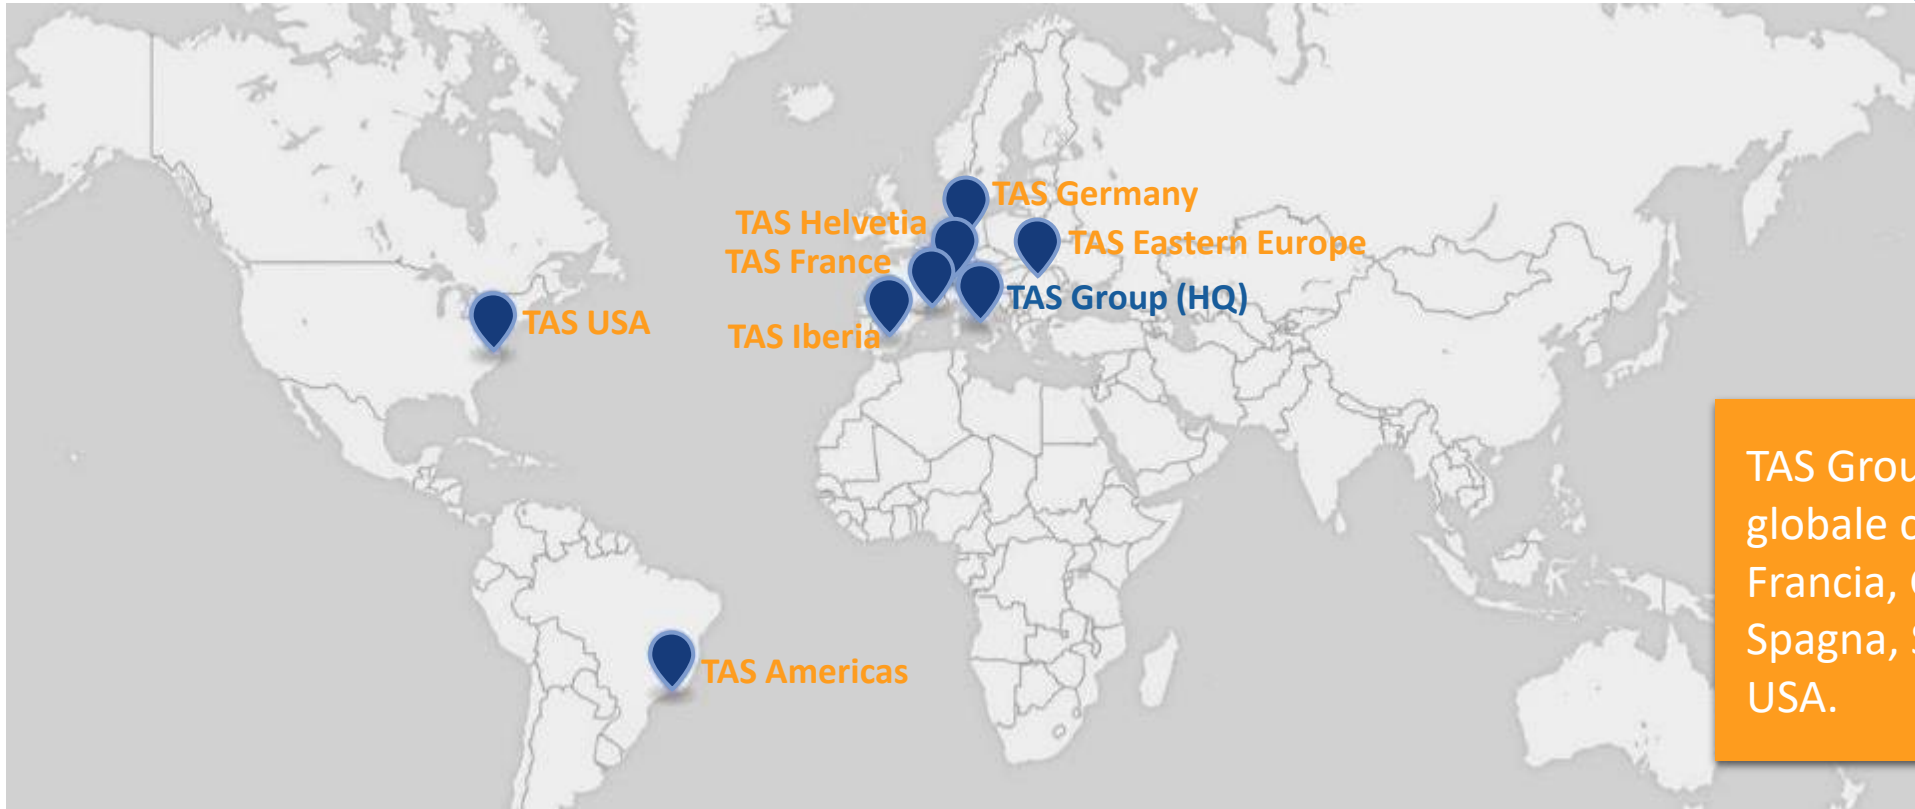 TAS Germany
TAS Helvetia
TAS Eastern Europe
TAS France
TAS Group (HQ)
TAS USA
TAS Iberia
TAS Americas
TAS
globale
Francia,
Spagna,
USA.